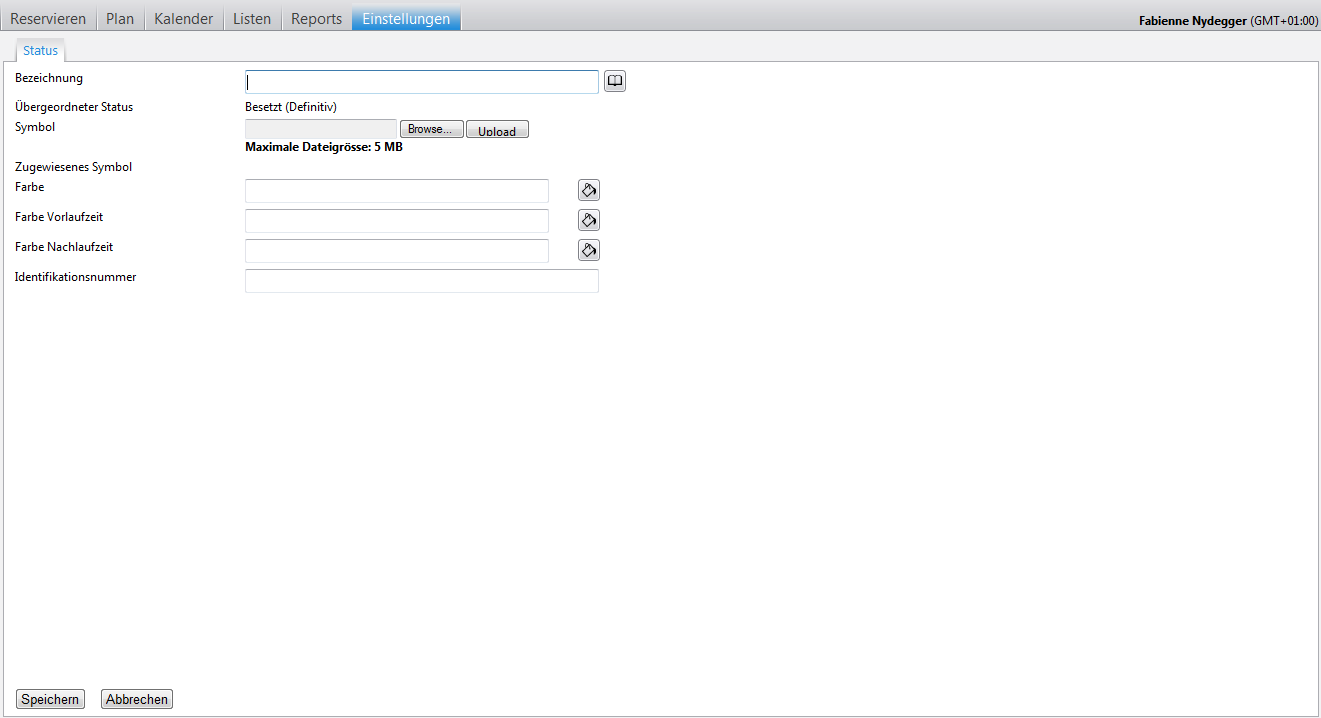 Reservieren Plan Kalender Listen Reports Einstellungen Fabienne Nydegger (GMT+01:00)
Status
Bezeichnung
Übergeordneter Status Besetzt (Definitiv)
Symbol Browse... Upload
Maximale Dateigrösse: 5 MB
Zugewiesenes Symbol
Farbe
Farbe Vorlaufzeit
Farbe Nachlaufzeit
Identifikationsnummer
Speichern Abbrechen